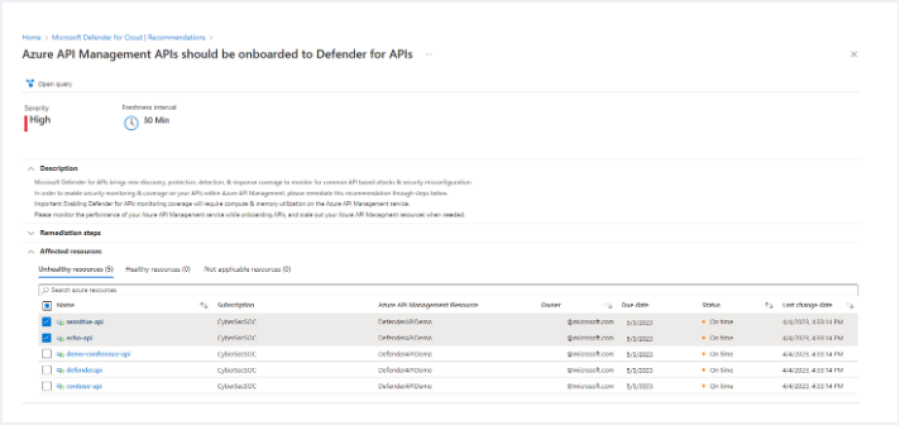 Home > Microsoft Defender for Cloud | Recommendations >
Azure API Management APIs should be onboarded to Defender for APIs ...
Open query
Severity
High
Freshness interval
30 Min
Description
Microsoft Defender for APIs brings new discovery, protection, detection, & response coverage to monitor for common API based attacks & security misconfiguration
In order to enable security monitoring & coverage on your APIs within Azure API Management, please remediate this recommendation through steps below.
Important: Enabling Defender for APIs monitoring coverage will require compute & memory utilization on the Azure API Management service.
Please monitor the performance of your Azure API Management service while onboarding APIs, and scale out your Azure API Managment resources when needed.
Remediation steps
Affected resources
Unhealthy resources (5) Healthy resources (0) Not applicable resources (0)
Search azure resources
Name Subscription Azure API Management Resource Owner Due date Status Last change date
sensitive-api CyberSecSOC DefenderAPIDemo @microsoft.com 5/3/2023 On time 4/4/2023, 4:33:14 PM
echo-api CyberSecSOC DefenderAPIDemo @microsoft.com 5/3/2023 On time 4/4/2023, 4:33:14 PM
demo-conference-api CyberSecSOC DefenderAPIDemo @microsoft.com 5/3/2023 On time 4/4/2023, 4:33:14 PM
defenderapi CyberSecSOC DefenderAPIDemo @microsoft.com 5/3/2023 On time 4/4/2023, 4:33:14 PM
contoso-api CyberSecSOC DefenderAPIDemo @microsoft.com 5/3/2023 On time 4/4/2023, 4:33:14 PM